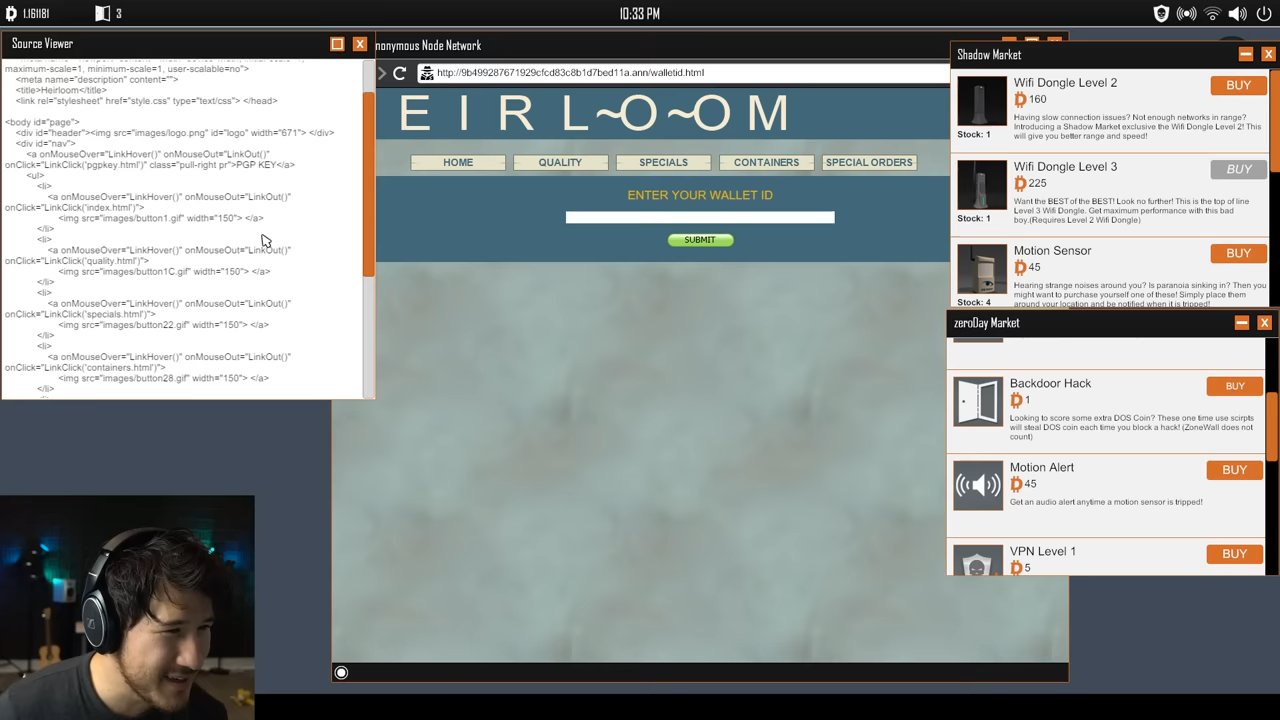 1.161181
3
10:33 PM
Source Viewer
maximum-scale=1, minimum-scale=1, user-scalable=no">
<meta name="description" content="">
<title>Heirloom</title>
<link rel="stylesheet" href="style.css" type="text/css"> </head>
<body id="page">
<div id="header"><img src="images/logo.png" id="logo" width="671"> </div>
<div id="nav">
<a onMouseOver="LinkHover()" onMouseOut="LinkOut()"
onClick="LinkClick('pgpkey.html')" class="pull-right pr">PGP KEY</a>
<ul>
<li>
<a onMouseOver="LinkHover()" onMouseOut="LinkOut()"
onClick="LinkClick('index.html')">
<img src="images/button1.gif" width="150"> </a>
</li>
<li>
<a onMouseOver="LinkHover()" onMouseOut="LinkOut()"
onClick="LinkClick('quality.html')">
<img src="images/button1C.gif" width="150"> </a>
</li>
<li>
<a onMouseOver="LinkHover()" onMouseOut="LinkOut()"
onClick="LinkClick('specials.html')">
<img src="images/button22.gif" width="150"> </a>
</li>
<li>
<a onMouseOver="LinkHover()" onMouseOut="LinkOut()"
onClick="LinkClick('containers.html')">
<img src="images/button28.gif" width="150"> </a>
</li>
nonymous Node Network
http://9b499287671929cfcd83c8b1d7bed11a.ann/walletid.html
E I R L~O~O M
HOME
QUALITY
SPECIALS
CONTAINERS
SPECIAL ORDERS
ENTER YOUR WALLET ID
SUBMIT
Shadow Market
Wifi Dongle Level 2
BUY
160
Having slow connection issues? Not enough networks in range?
Introducing a Shadow Market exclusive the Wifi Dongle Level 2! This
will give you better range and speed!
Stock: 1
Wifi Dongle Level 3
BUY
225
Want the BEST of the BEST! Look no further! This is the top of line
Level 3 Wifi Dongle. Get maximum performance with this bad
boy.(Requires Level 2 Wifi Dongle)
Stock: 1
Motion Sensor
BUY
45
Hearing strange noises around you? Is paranoia sinking in? Then you
might want to purchase yourself one of these! Simply place them
around your location and be notified when it is tripped!
Stock: 4
zeroDay Market
Backdoor Hack
BUY
1
Looking to score some extra DOS Coin? These one time use scirpts
will steal DOS coin each time you block a hack! (ZoneWall does not
count)
Motion Alert
BUY
45
Get an audio alert anytime a motion sensor is tripped!
VPN Level 1
BUY
5